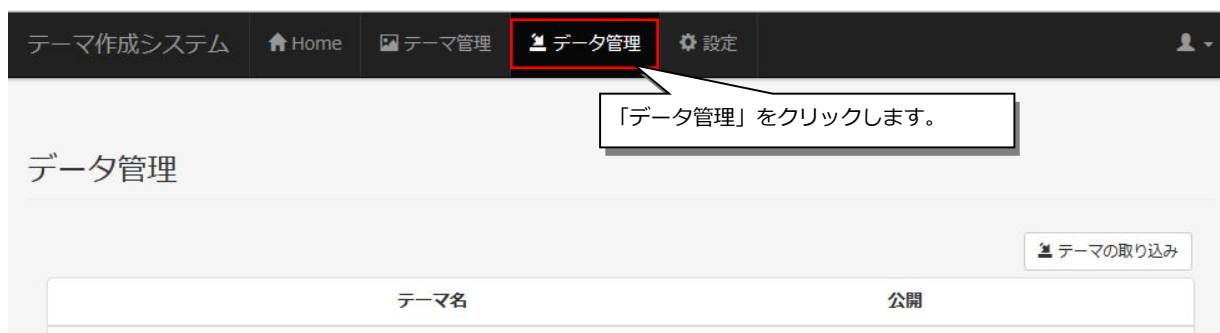 テーマ作成システム Home テーマ管理 データ管理 設定
「データ管理」をクリックします。
データ管理
テーマの取り込み
テーマ名 公開